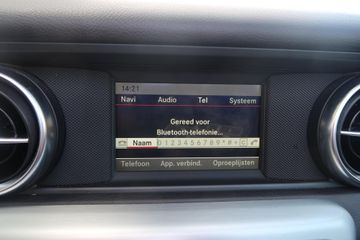 14:21
Navi Audio Tel Systeem
Gereed voor
Bluetooth-telefonie...
Naam 0 1 2 3 4 5 6 7 8 9 * # + C
Telefoon App. verbind. Oproeplijsten